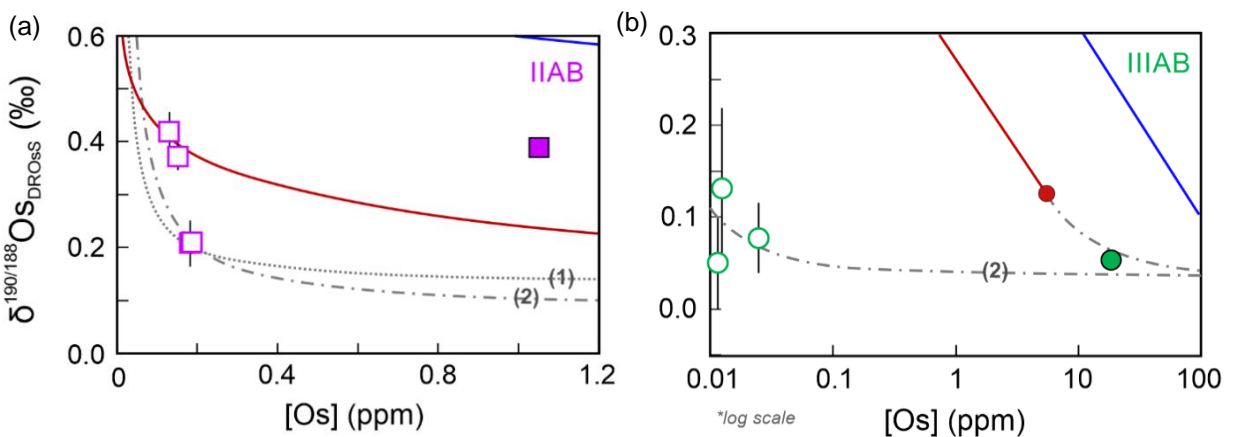 (a)
δ¹⁹⁰/¹⁸⁸Os_DROsS (‰)
0.6
0.4
0.2
0.0
IIAB
(1)
(2)
0 0.4 0.8 1.2
[Os] (ppm)
(b)
0.3
0.2
0.1
0.0
IIIAB
(2)
0.01 0.1 1 10 100
*log scale
[Os] (ppm)